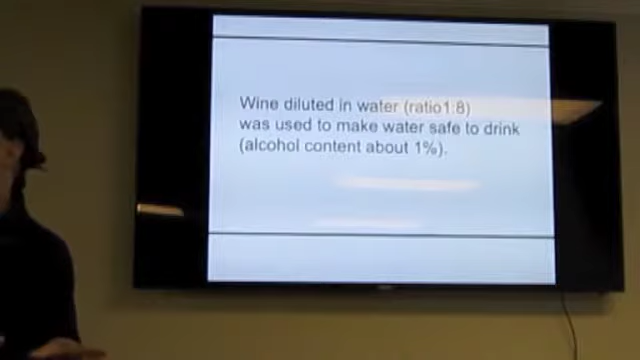 Wine diluted in water (ratio1:8)
was used to make water safe to drink
(alcohol content about 1%).